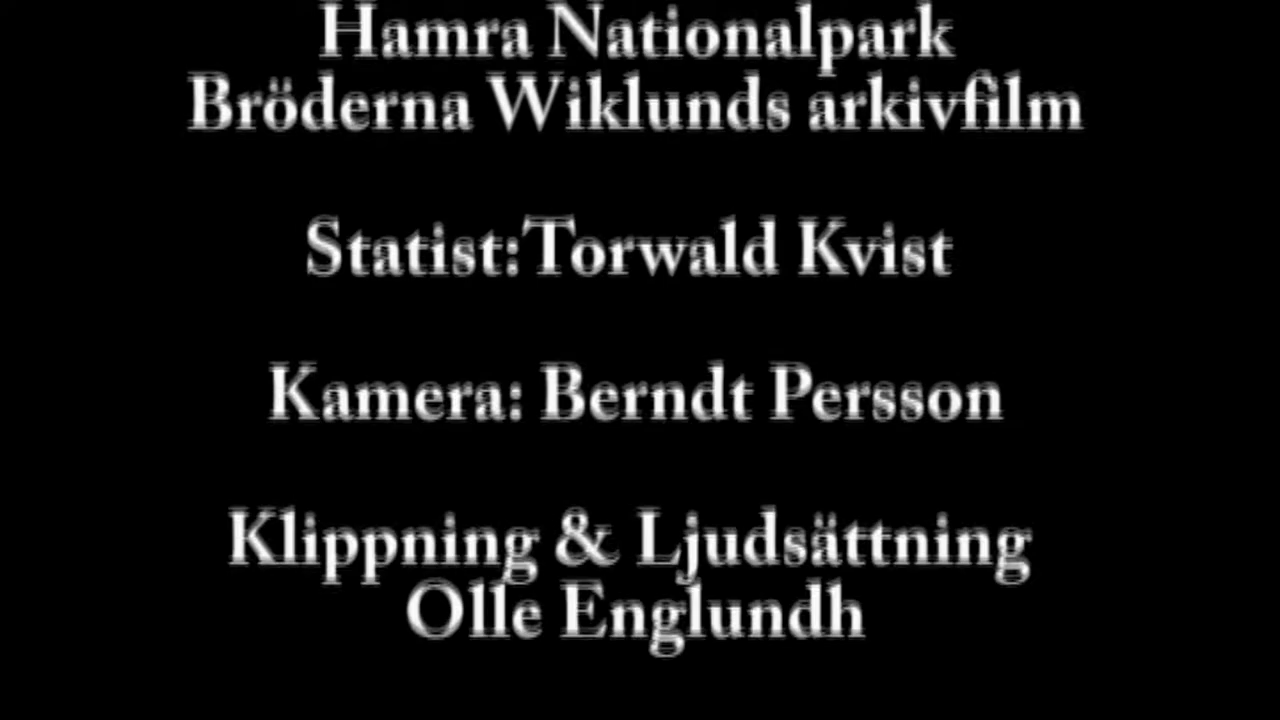 Hamra Nationalpark
Bröderna Wiklunds arkivfilm
Statist:Torwald Kvist
Kamera: Berndt Persson
Klippning & Ljudsättning
Olle Englundh